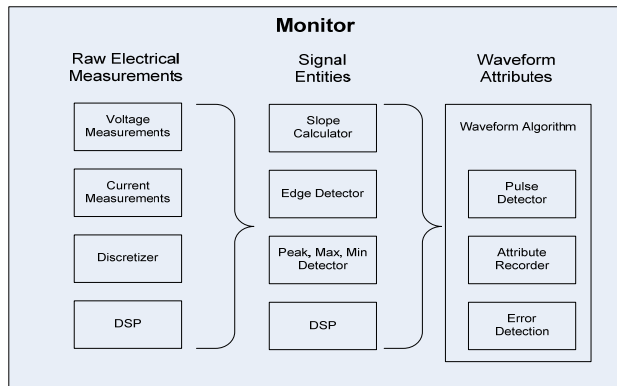 Monitor
Raw Electrical
Measurements
Voltage
Measurements
Current
Measurements
Discretizer
DSP
Signal
Entities
Slope
Calculator
Edge Detector
Peak, Max, Min
Detector
DSP
Waveform
Attributes
Waveform Algorithm
Pulse
Detector
Attribute
Recorder
Error
Detection